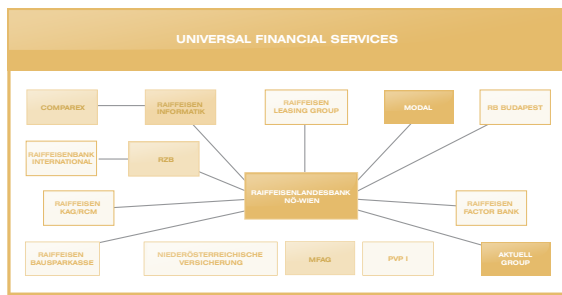 UNIVERSAL FINANCIAL SERVICES
COMPAREX
RAIFFEISEN
INFORMATIK
RAIFFEISEN
LEASING GROUP
MODAL
RB BUDAPEST
RAIFFEISENBANK
INTERNATIONAL
RZB
RAIFFEISENLANDESBANK
NÖ-WIEN
RAIFFEISEN
KAG/RCM
RAIFFEISEN
FACTOR BANK
RAIFFEISEN
BAUSPARKASSE
NIEDERÖSTERREICHISCHE
VERSICHERUNG
MFAG
PVP I
AKTUELL
GROUP